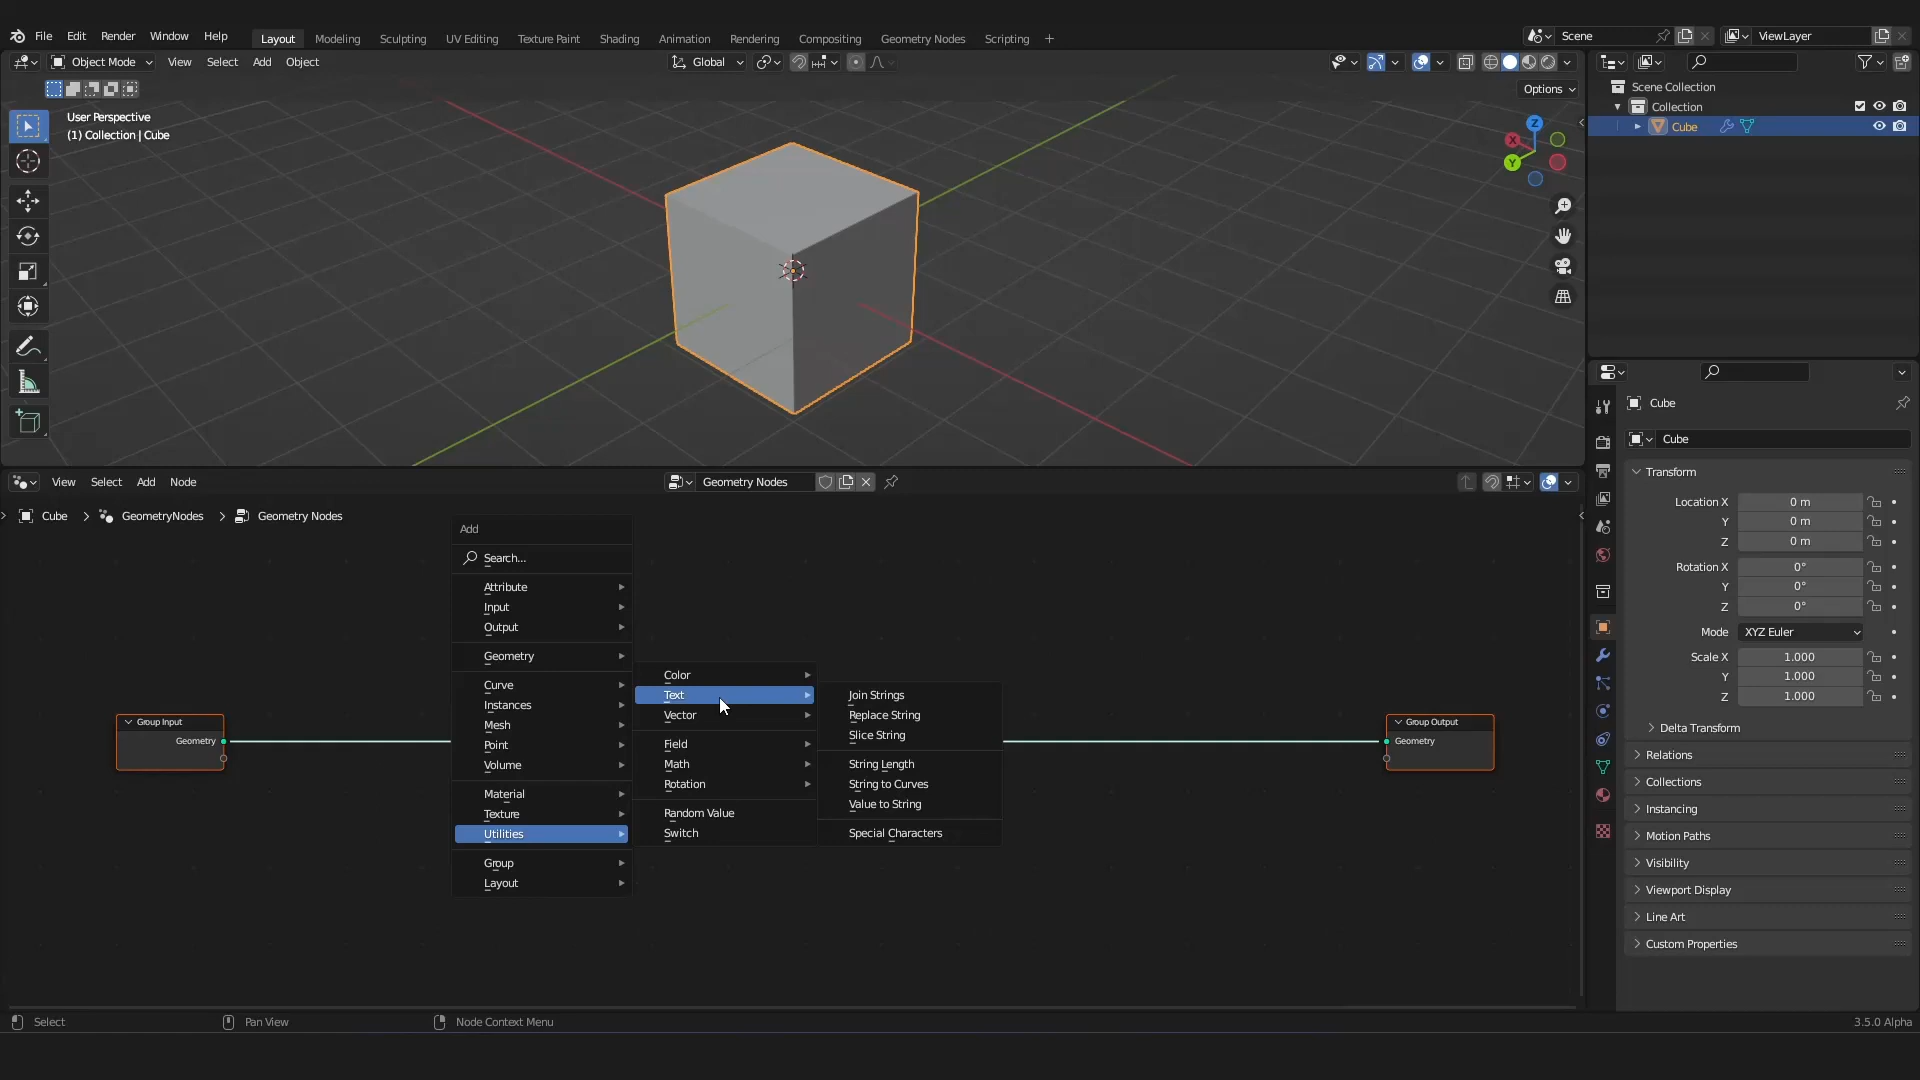 File Edit Render Window Help Layout Modeling Sculpting UV Editing Texture Paint Shading Animation Rendering Compositing Geometry Nodes Scripting + Scene ViewLayer
Object Mode View Select Add Object Global
Options
User Perspective
(1) Collection | Cube
Z
X
Y
Scene Collection
Collection
Cube
View Select Add Node Geometry Nodes
Cube > GeometryNodes > Geometry Nodes
Add
Search...
Attribute
Input
Output
Geometry
Curve
Instances
Mesh
Point
Volume
Material
Texture
Utilities
Group
Layout
Color
Text
Vector
Field
Math
Rotation
Random Value
Switch
Join Strings
Replace String
Slice String
String Length
String to Curves
Value to String
Special Characters
Group Input
Geometry
Group Output
Geometry
Cube
Cube
Transform
Location X 0 m
Y 0 m
Z 0 m
Rotation X 0°
Y 0°
Z 0°
Mode XYZ Euler
Scale X 1.000
Y 1.000
Z 1.000
Delta Transform
Relations
Collections
Instancing
Motion Paths
Visibility
Viewport Display
Line Art
Custom Properties
Select Pan View Node Context Menu 3.5.0 Alpha